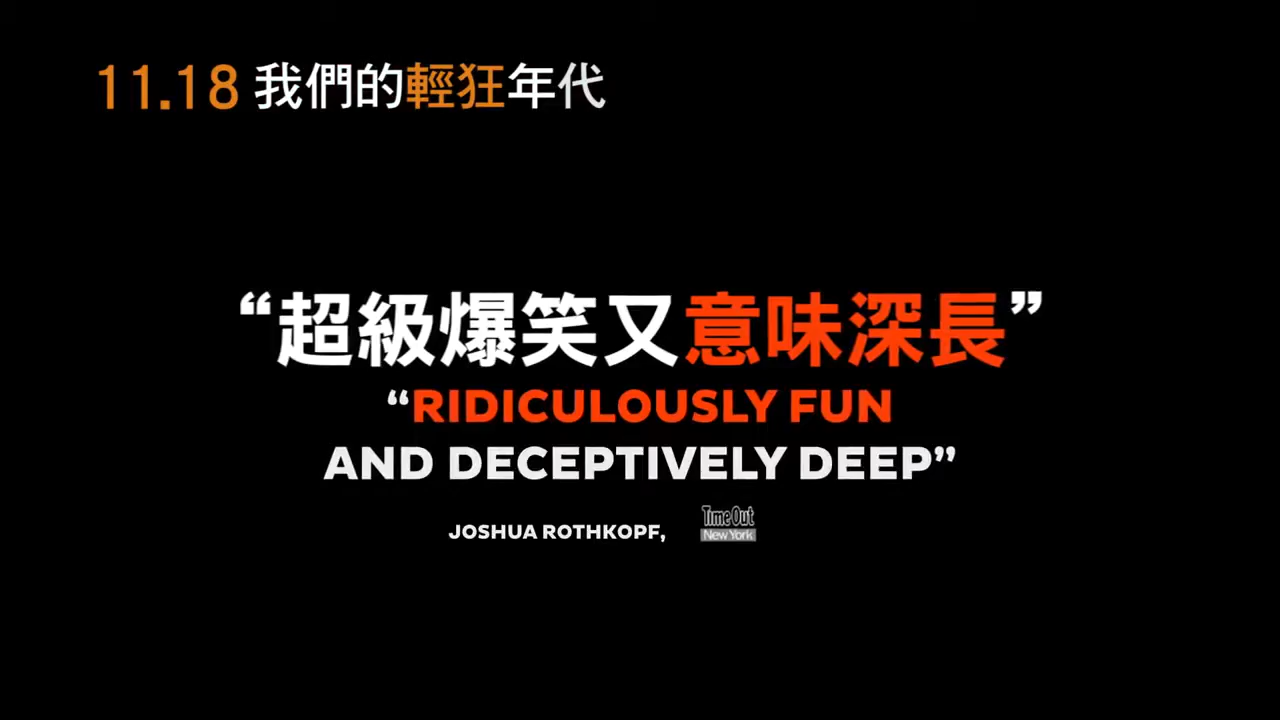 11.18 我們的輕狂年代
“超級爆笑又意味深長”
“RIDICULOUSLY FUN
AND DECEPTIVELY DEEP”
JOSHUA ROTHKOPF, Time Out
New York